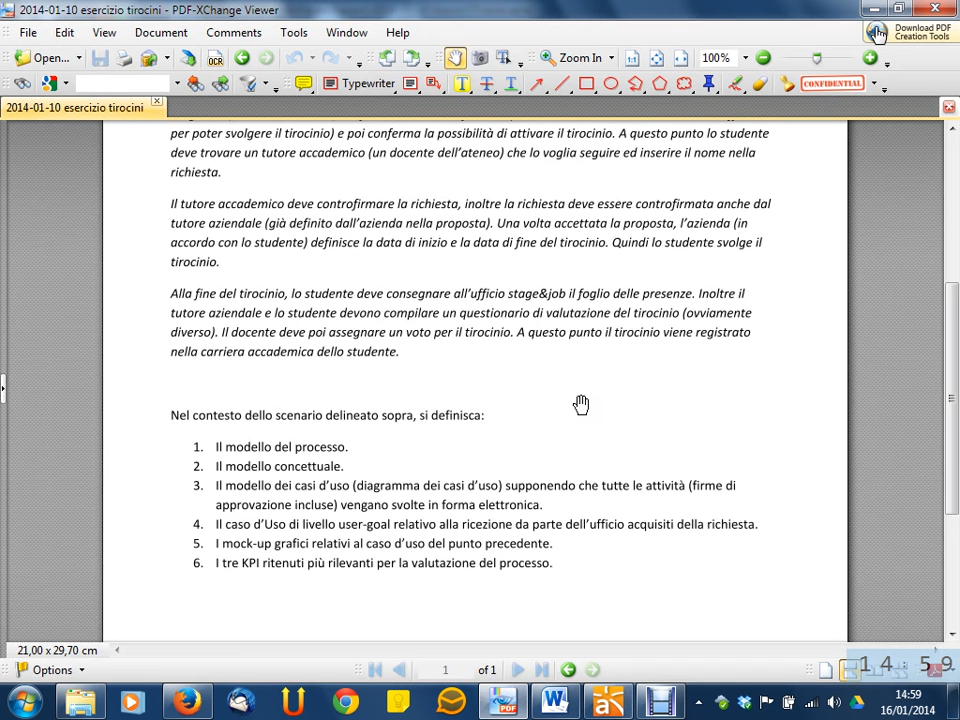 2014-01-10 esercizio tirocini - PDF-XChange Viewer
File Edit View Document Comments Tools Window Help
Download PDF
Creation Tools
Open... OCR Zoom In 100%
Typewriter CONFIDENTIAL
2014-01-10 esercizio tirocini
per poter svolgere il tirocinio) e poi conferma la possibilità di attivare il tirocinio. A questo punto lo studente
deve trovare un tutore accademico (un docente dell'ateneo) che lo voglia seguire ed inserire il nome nella
richiesta.
Il tutore accademico deve controfirmare la richiesta, inoltre la richiesta deve essere controfirmata anche dal
tutore aziendale (già definito dall'azienda nella proposta). Una volta accettata la proposta, l'azienda (in
accordo con lo studente) definisce la data di inizio e la data di fine del tirocinio. Quindi lo studente svolge il
tirocinio.
Alla fine del tirocinio, lo studente deve consegnare all'ufficio stage&job il foglio delle presenze. Inoltre il
tutore aziendale e lo studente devono compilare un questionario di valutazione del tirocinio (ovviamente
diverso). Il docente deve poi assegnare un voto per il tirocinio. A questo punto il tirocinio viene registrato
nella carriera accademica dello studente.
Nel contesto dello scenario delineato sopra, si definisca:
1. Il modello del processo.
2. Il modello concettuale.
3. Il modello dei casi d'uso (diagramma dei casi d'uso) supponendo che tutte le attività (firme di
approvazione incluse) vengano svolte in forma elettronica.
4. Il caso d'Uso di livello user-goal relativo alla ricezione da parte dell'ufficio acquisiti della richiesta.
5. I mock-up grafici relativi al caso d'uso del punto precedente.
6. I tre KPI ritenuti più rilevanti per la valutazione del processo.
21,00 x 29,70 cm
14: 59
Options 1 of 1
PDF
14:59
16/01/2014